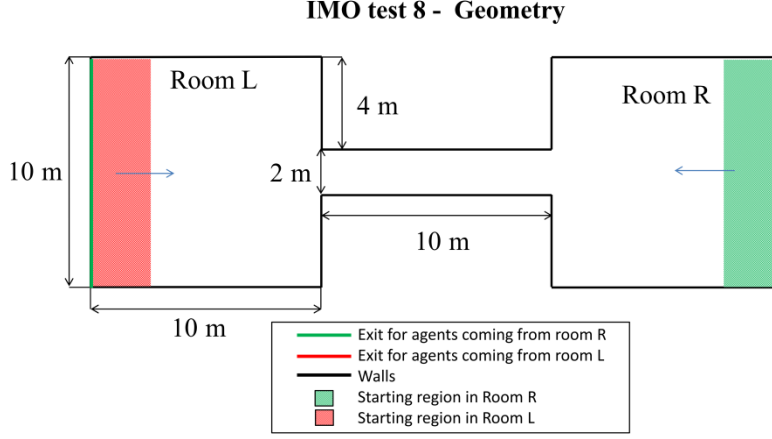 IMO test 8 - Geometry
Room L
Room R
4 m
10 m
2 m
10 m
10 m
Exit for agents coming from room R
Exit for agents coming from room L
Walls
Starting region in Room R
Starting region in Room L